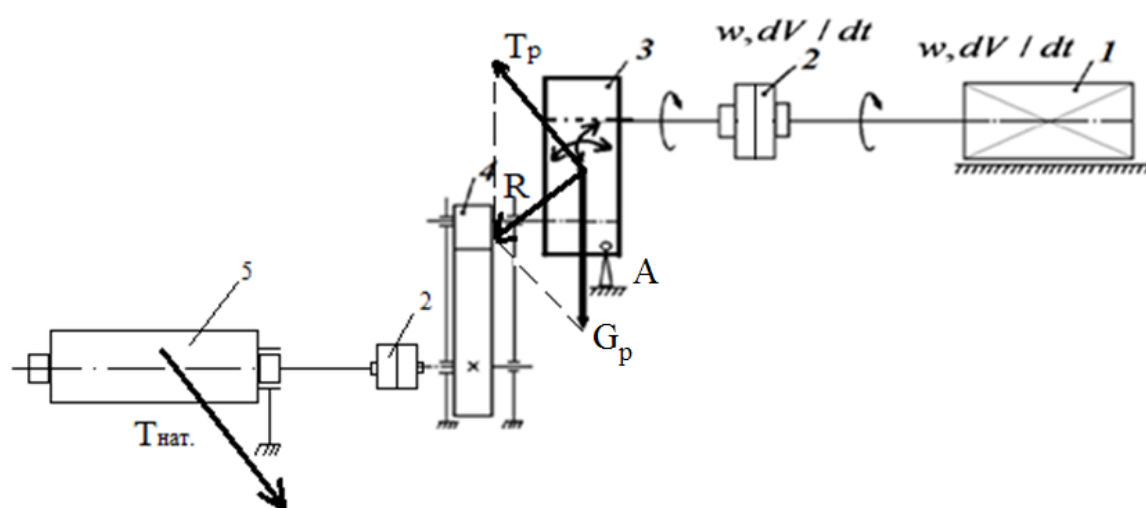 w, dV / dt
w, dV / dt
1
2
3
Tp
4
R
A
5
2
Gp
Tнат.